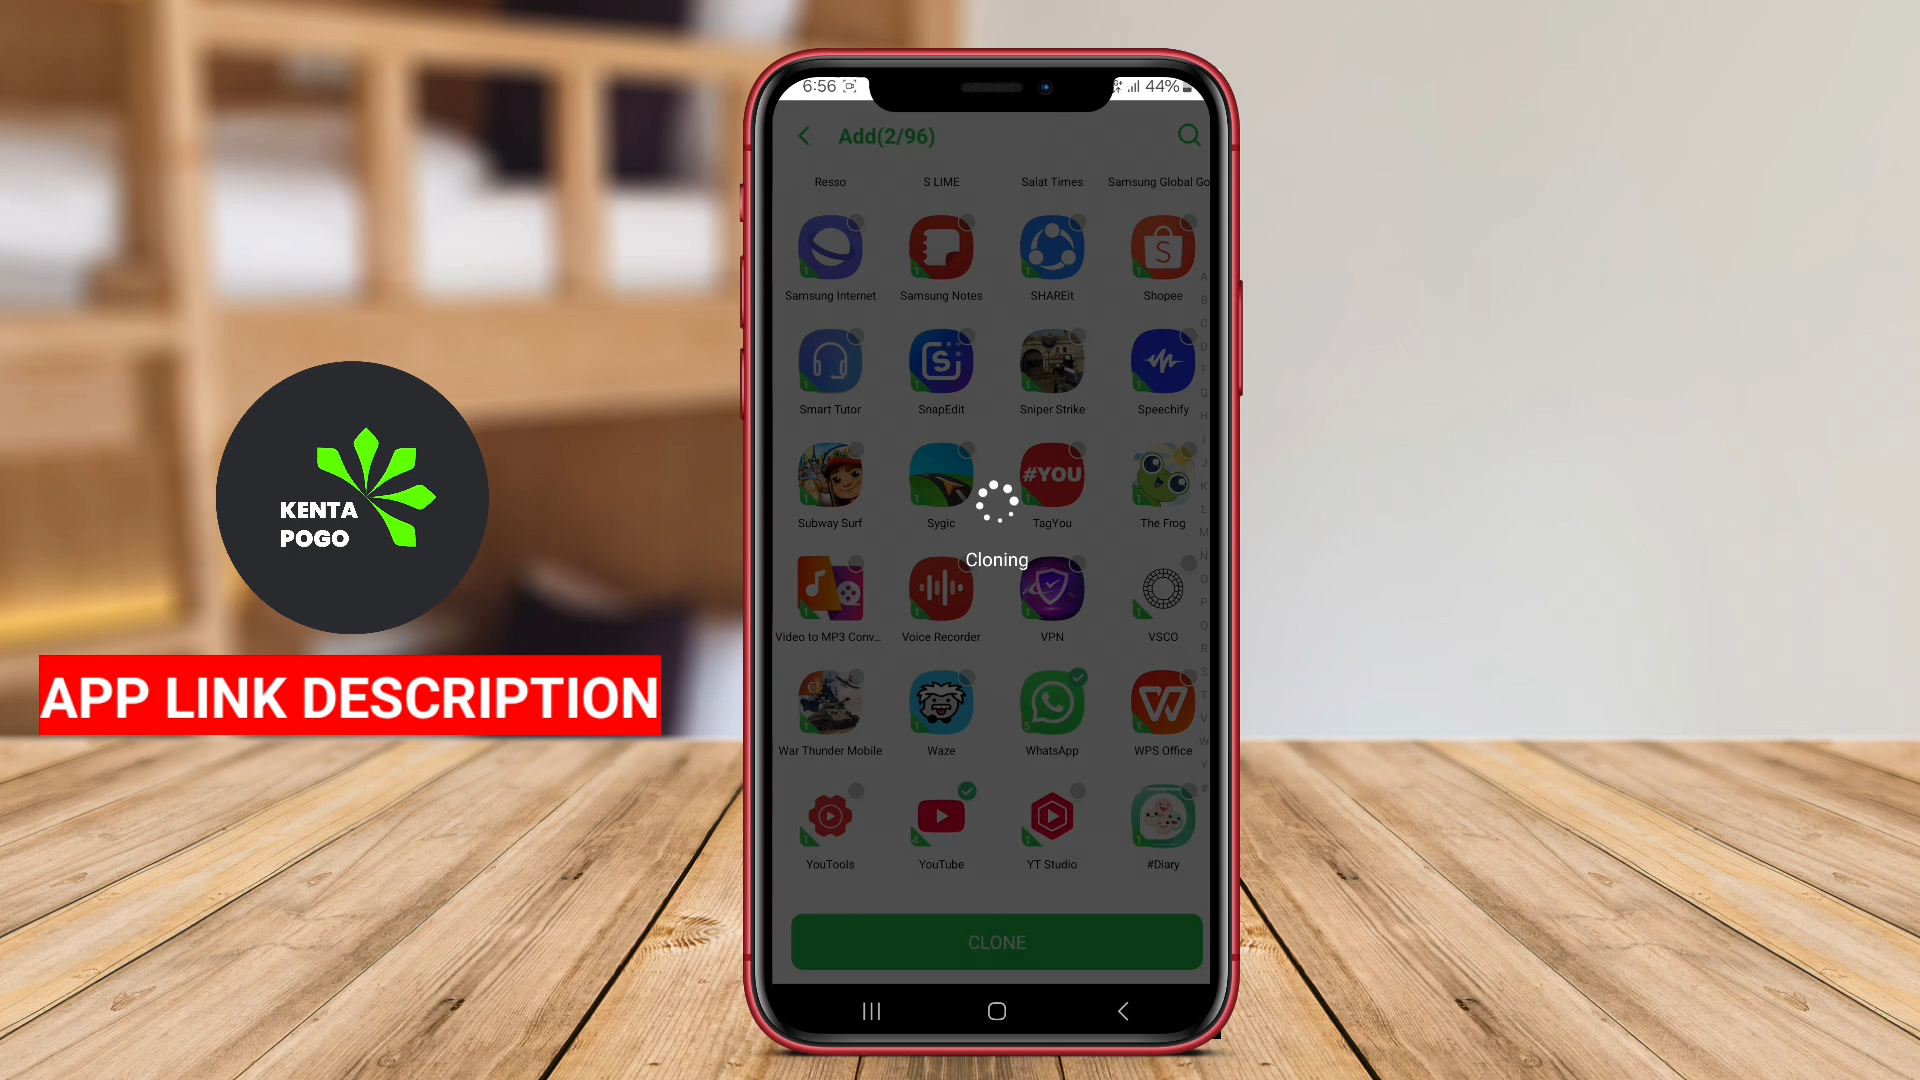 6:56
44%
Add(2/96)
Resso
S LIME
Salat Times
Samsung Global Go
Samsung Internet
Samsung Notes
SHAREit
Shopee
Smart Tutor
SnapEdit
Sniper Strike
Speechify
#YOU
Subway Surf
Sygic
TagYou
The Frog
Cloning
Video to MP3 Conv...
Voice Recorder
VPN
VSCO
War Thunder Mobile
Waze
WhatsApp
WPS Office
YouTools
YouTube
YT Studio
#Diary
CLONE
KENTA
POGO
APP LINK DESCRIPTION